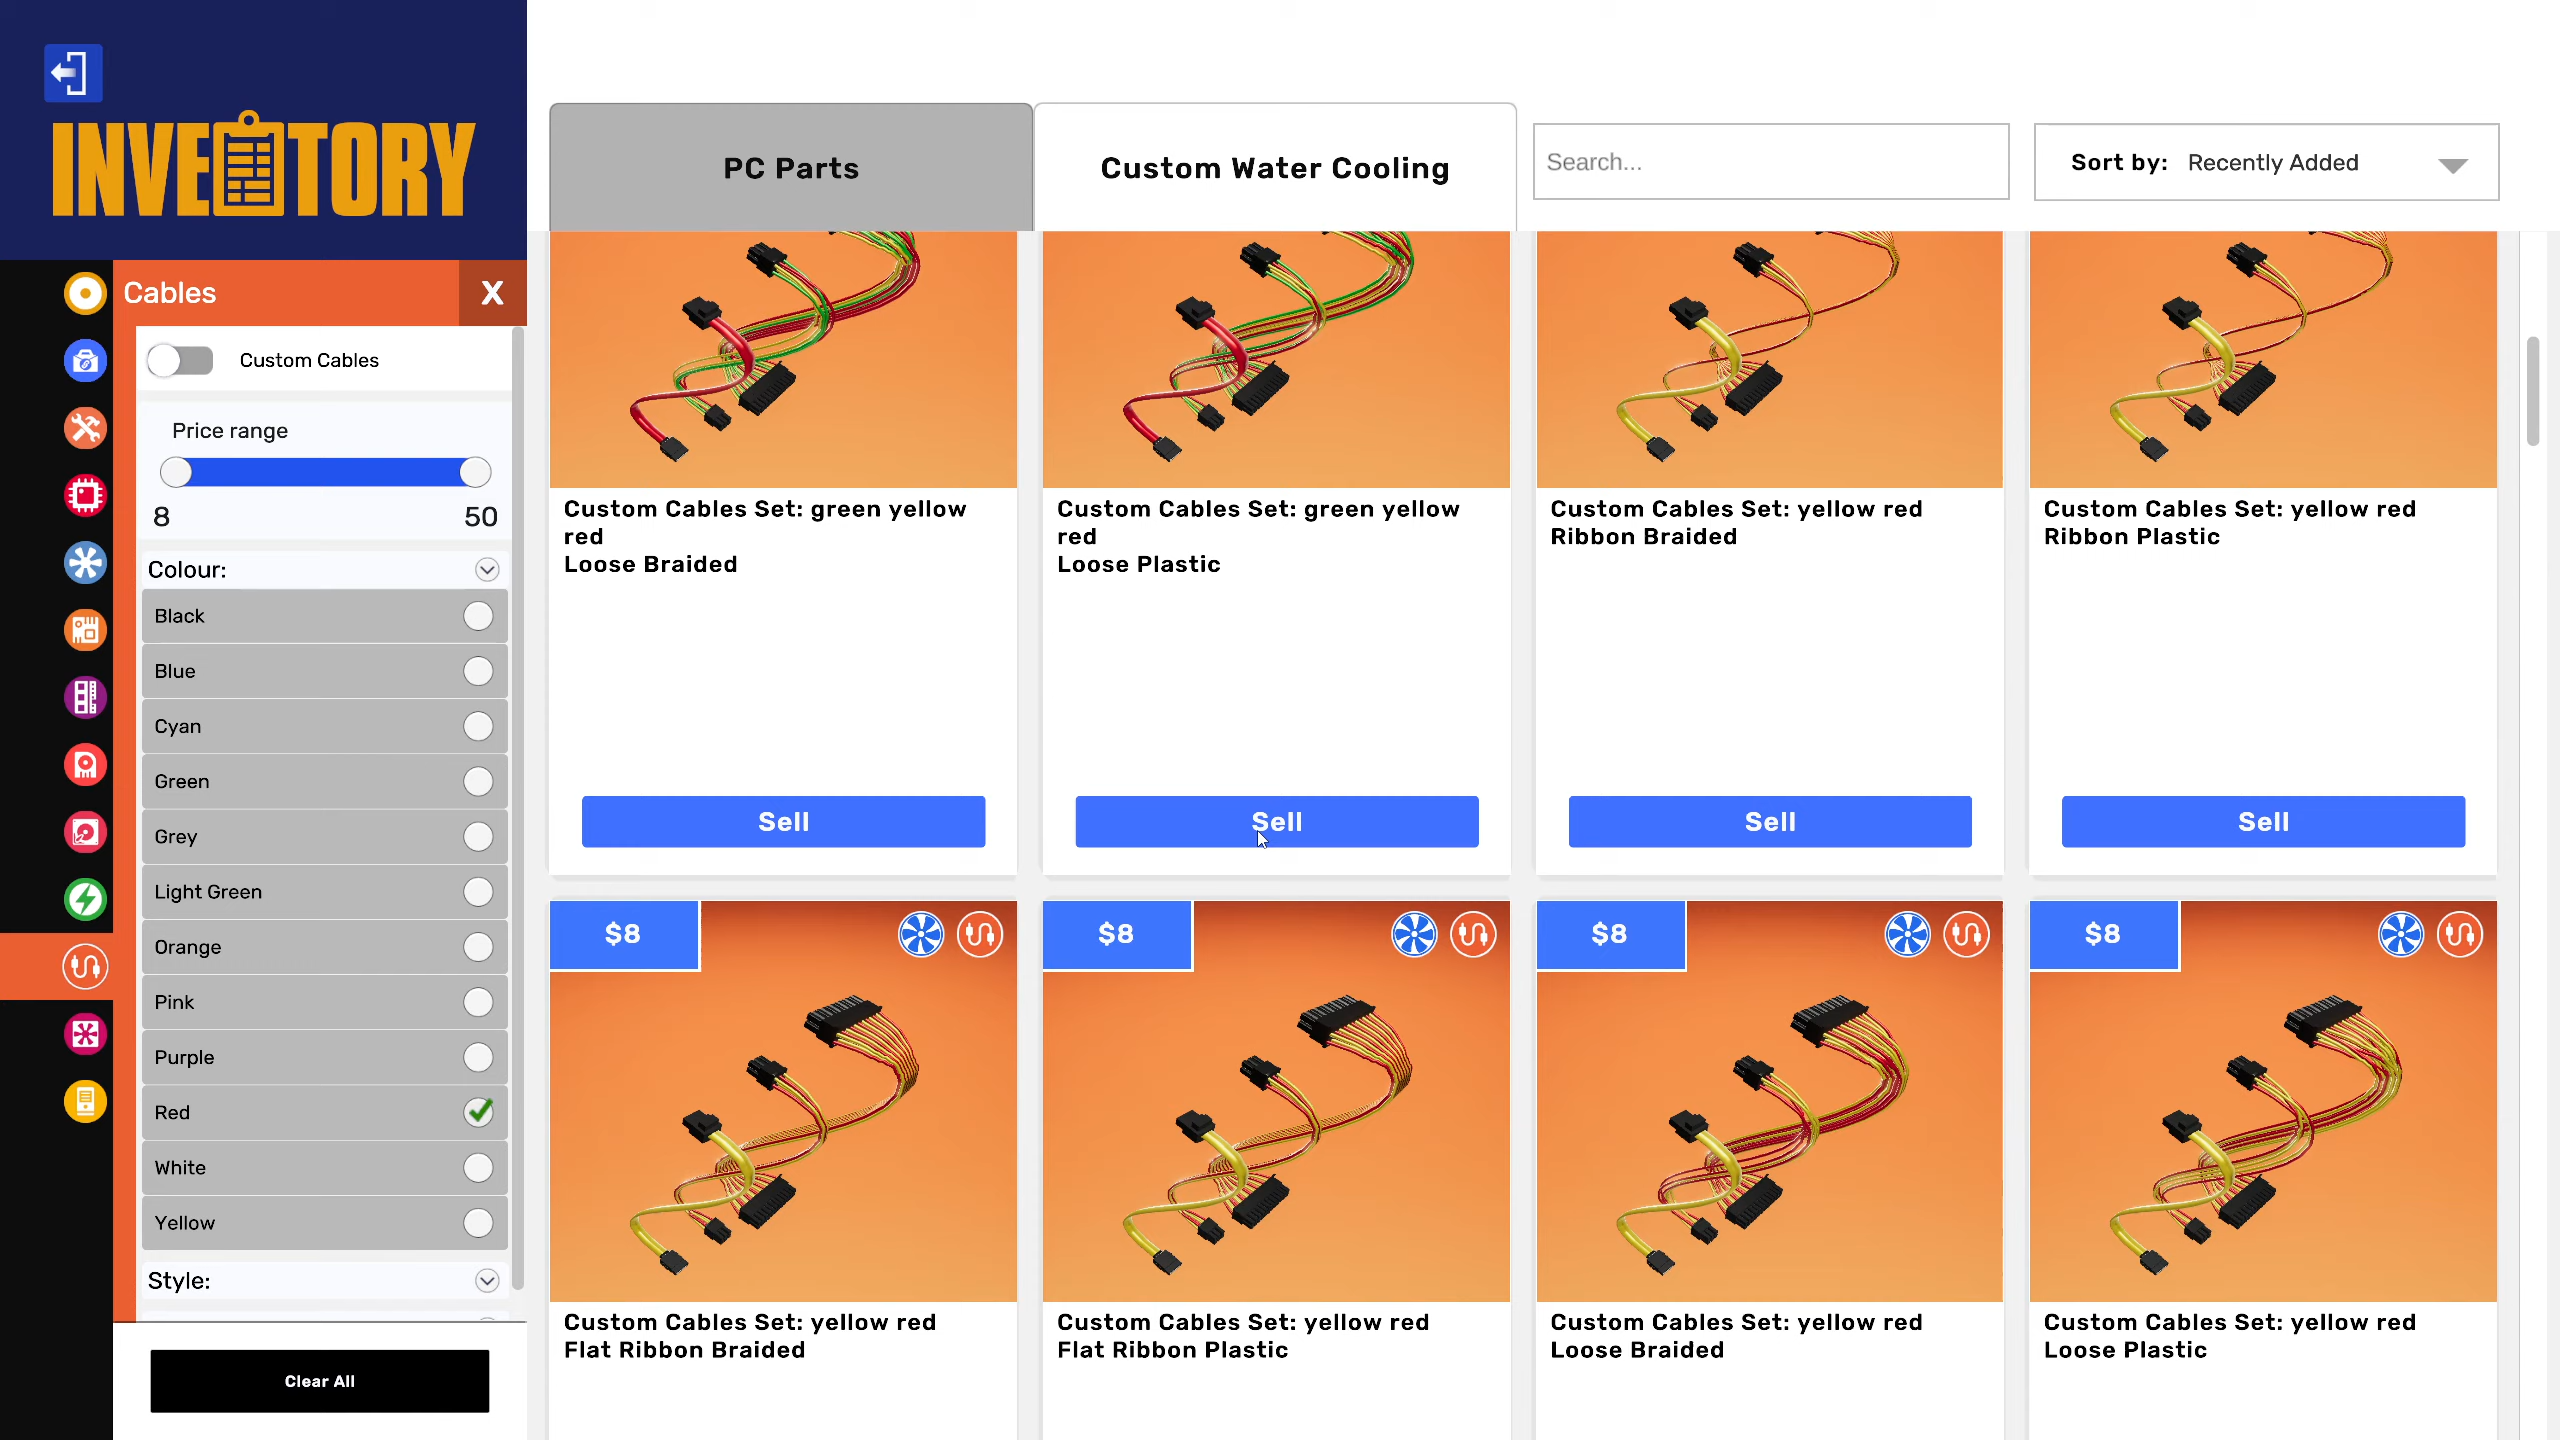 INVENTORY
PC Parts
Custom Water Cooling
Search...
Sort by: Recently Added
Cables
X
Custom Cables
Price range
8
50
Colour:
Black
Blue
Cyan
Green
Grey
Light Green
Orange
Pink
Purple
Red
White
Yellow
Style:
Clear All
Custom Cables Set: green yellow
red
Loose Braided
Sell
Custom Cables Set: green yellow
red
Loose Plastic
Sell
Custom Cables Set: yellow red
Ribbon Braided
Sell
Custom Cables Set: yellow red
Ribbon Plastic
Sell
$8
Custom Cables Set: yellow red
Flat Ribbon Braided
$8
Custom Cables Set: yellow red
Flat Ribbon Plastic
$8
Custom Cables Set: yellow red
Loose Braided
$8
Custom Cables Set: yellow red
Loose Plastic